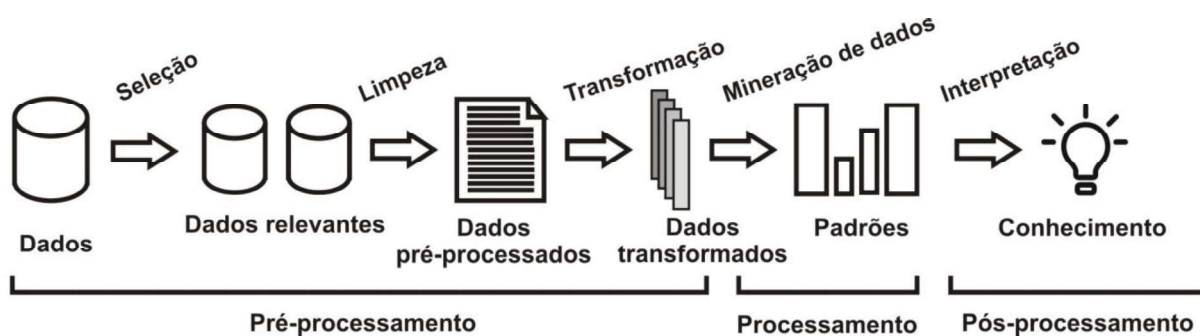 Seleção
Limpeza
Transformação
Mineração de dados
Interpretação
Dados
Dados relevantes
Dados
pré-processados
Dados
transformados
Padrões
Conhecimento
Pré-processamento
Processamento
Pós-processamento